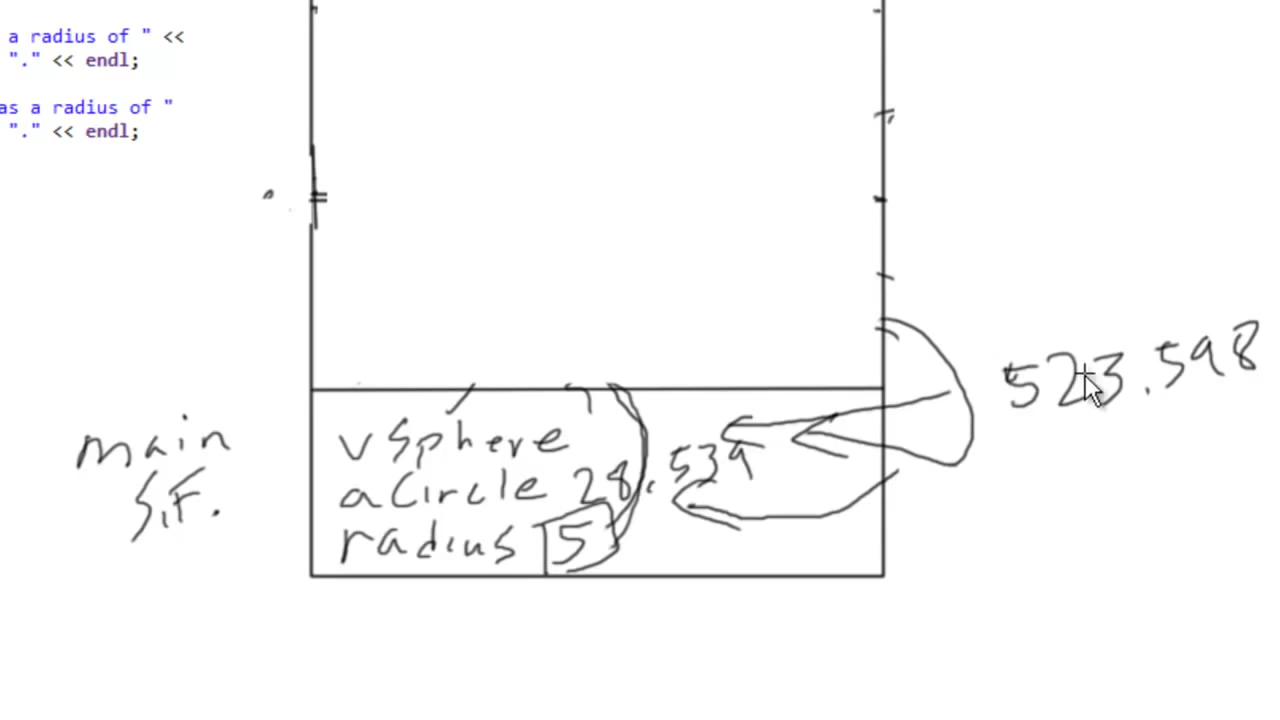 a radius of " <<
"." << endl;
as a radius of "
"." << endl;
523.598
main
S.F.
vSphere
aCircle 28.539
radius 5